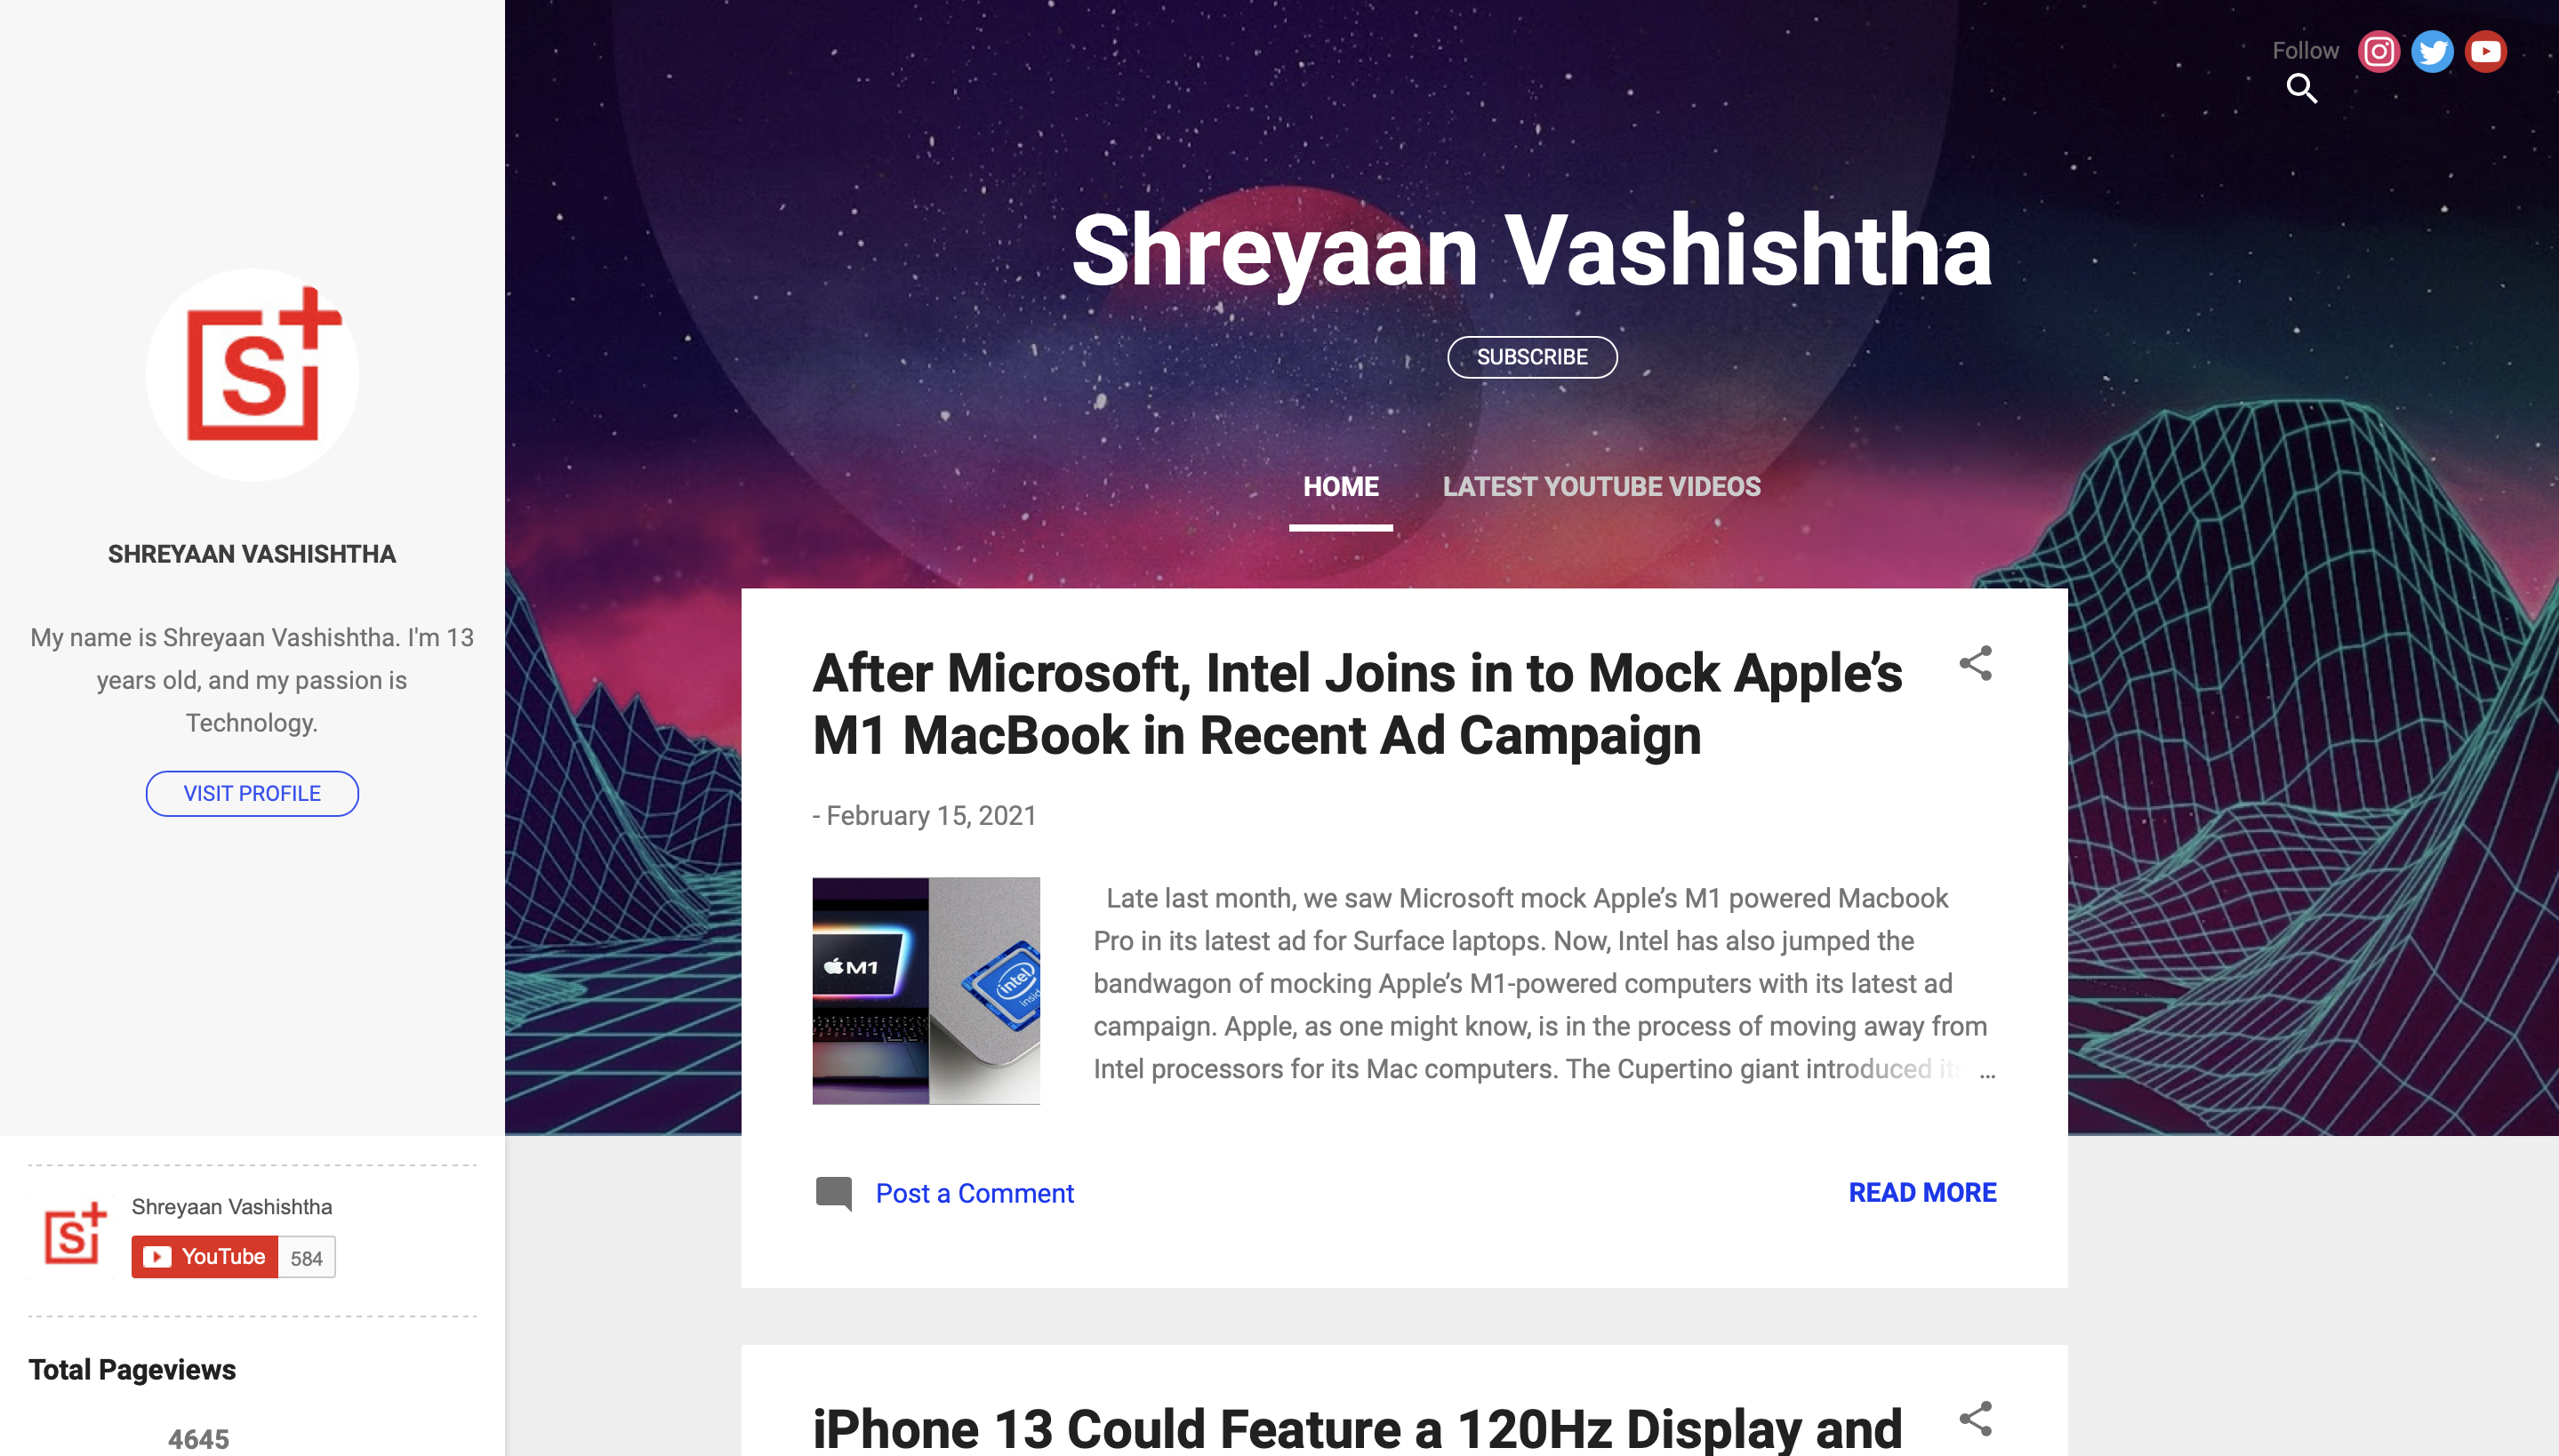 Follow
Shreyaan Vashishtha
SUBSCRIBE
HOME
LATEST YOUTUBE VIDEOS
S
SHREYAAN VASHISHTHA
My name is Shreyaan Vashishtha. I'm 13
years old, and my passion is
Technology.
VISIT PROFILE
S
Shreyaan Vashishtha
YouTube
584
Total Pageviews
4645
After Microsoft, Intel Joins in to Mock Apple’s
M1 MacBook in Recent Ad Campaign
- February 15, 2021
M1
intel
inside
Late last month, we saw Microsoft mock Apple’s M1 powered Macbook
Pro in its latest ad for Surface laptops. Now, Intel has also jumped the
bandwagon of mocking Apple’s M1-powered computers with its latest ad
campaign. Apple, as one might know, is in the process of moving away from
Intel processors for its Mac computers. The Cupertino giant introduced its ...
Post a Comment
READ MORE
iPhone 13 Could Feature a 120Hz Display and